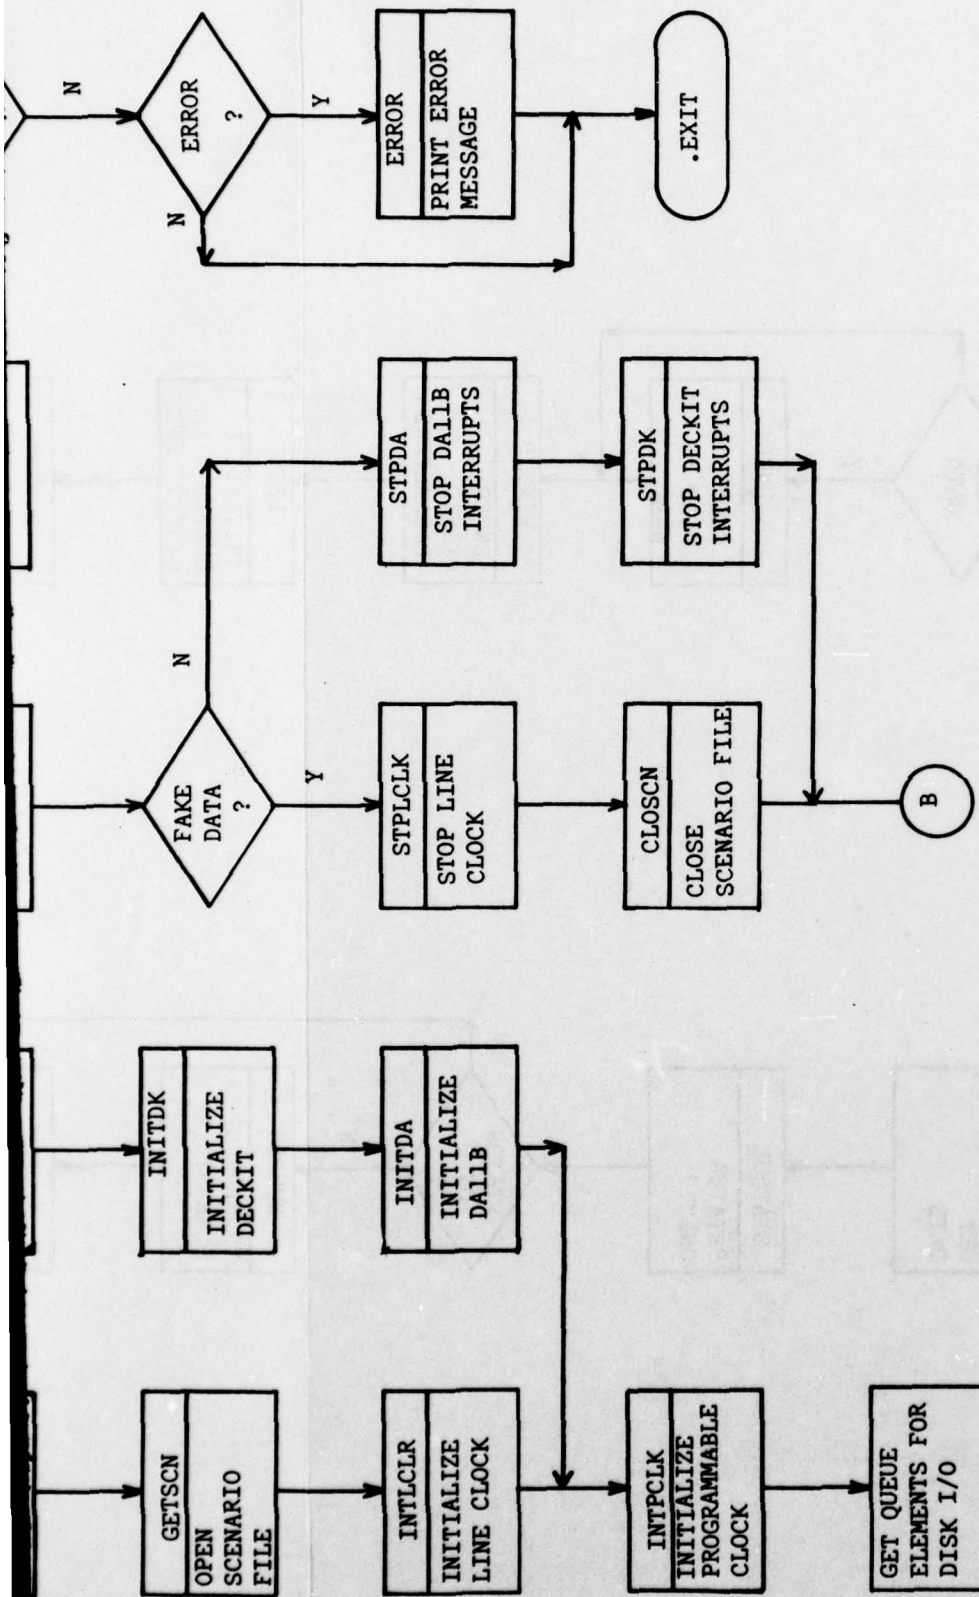 GETSCN
OPEN
SCENARIO
FILE
INTLCLR
INITIALIZE
LINE CLOCK
INTPCLK
INITIALIZE
PROGRAMMABLE
CLOCK
GET QUEUE
ELEMENTS FOR
DISK I/O
INITDK
INITIALIZE
DECKIT
INITDA
INITIALIZE
DA11B
FAKE
DATA
?
N
Y
STPLCLK
STOP LINE
CLOCK
CLOSCN
CLOSE
SCENARIO FILE
B
STPDA
STOP DA11B
INTERRUPTS
STPDK
STOP DECKIT
INTERRUPTS
N
ERROR
?
N
Y
ERROR
PRINT ERROR
MESSAGE
.EXIT